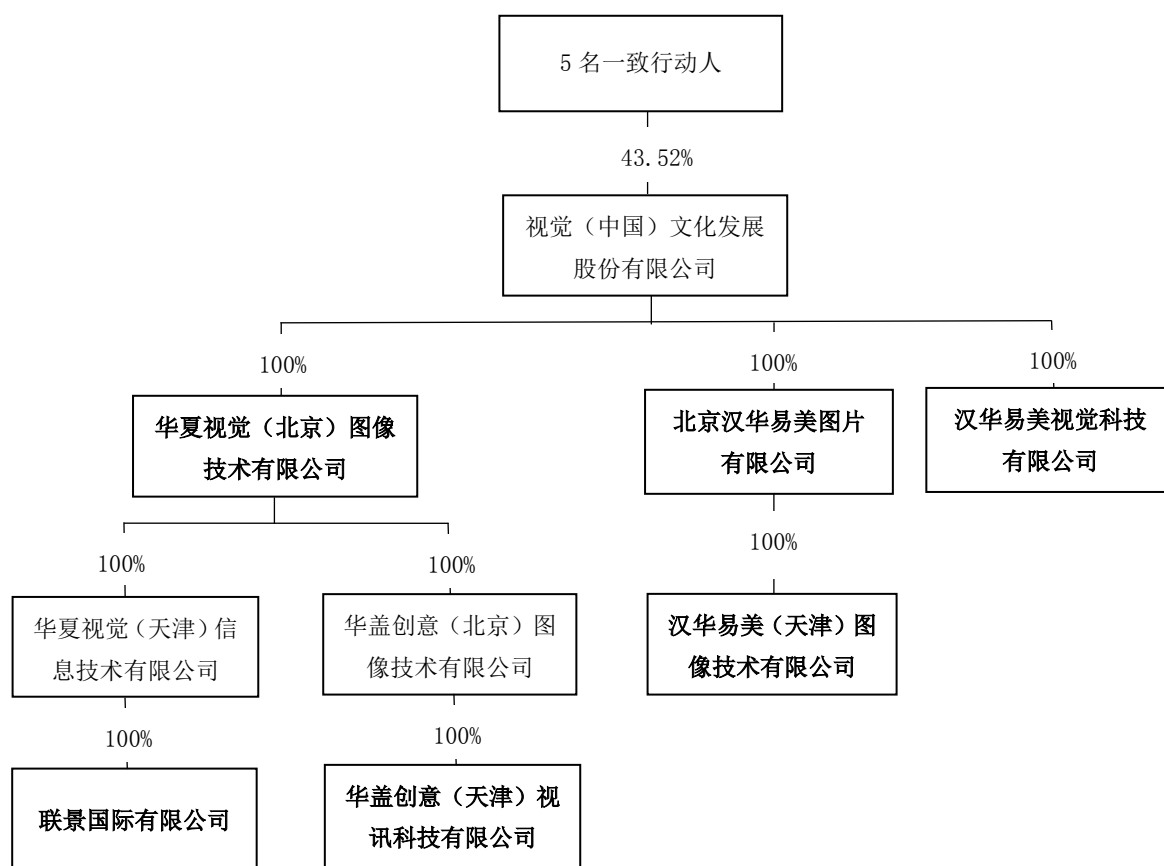 5 名一致行动人
43.52%
视觉（中国）文化发展
股份有限公司
100%
100%
100%
华夏视觉（北京）图像
技术有限公司
北京汉华易美图片
有限公司
汉华易美视觉科技
有限公司
100%
100%
100%
华夏视觉（天津）信
息技术有限公司
华盖创意（北京）图
像技术有限公司
汉华易美（天津）图
像技术有限公司
100%
100%
联景国际有限公司
华盖创意（天津）视
讯科技有限公司